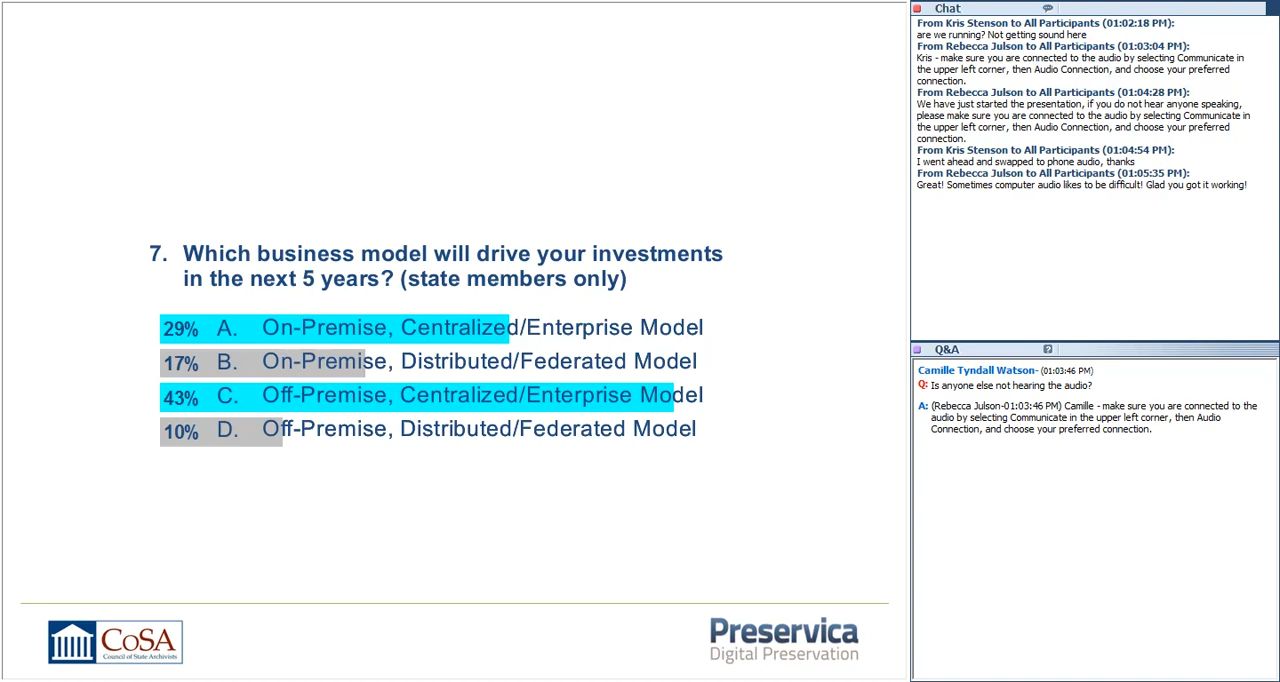 7. Which business model will drive your investments
in the next 5 years? (state members only)
29% A. On-Premise, Centralized/Enterprise Model
17% B. On-Premise, Distributed/Federated Model
43% C. Off-Premise, Centralized/Enterprise Model
10% D. Off-Premise, Distributed/Federated Model
CoSA
Council of State Archivists
Preservica
Digital Preservation
Chat
From Kris Stenson to All Participants (01:02:18 PM):
are we running? Not getting sound here
From Rebecca Julson to All Participants (01:03:04 PM):
Kris - make sure you are connected to the audio by selecting Communicate in
the upper left corner, then Audio Connection, and choose your preferred
connection.
From Rebecca Julson to All Participants (01:04:28 PM):
We have just started the presentation, if you do not hear anyone speaking,
please make sure you are connected to the audio by selecting Communicate in
the upper left corner, then Audio Connection, and choose your preferred
connection.
From Kris Stenson to All Participants (01:04:54 PM):
I went ahead and swapped to phone audio, thanks
From Rebecca Julson to All Participants (01:05:35 PM):
Great! Sometimes computer audio likes to be difficult! Glad you got it working!
Q&A
Camille Tyndall Watson- (01:03:46 PM)
Q: Is anyone else not hearing the audio?
A: (Rebecca Julson-01:03:46 PM) Camille - make sure you are connected to the
audio by selecting Communicate in the upper left corner, then Audio
Connection, and choose your preferred connection.